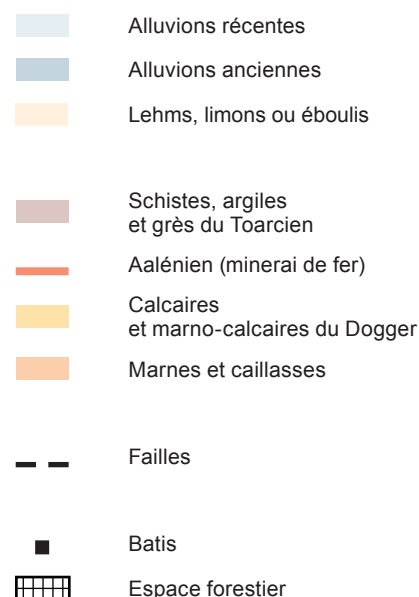 Alluvions récentes
Alluvions anciennes
Lehms, limons ou éboulis
Schistes, argiles
et grès du Toarcien
Aalénien (minerai de fer)
Calcaires
et marno-calcaires du Dogger
Marnes et caillasses
Failles
Batis
Espace forestier